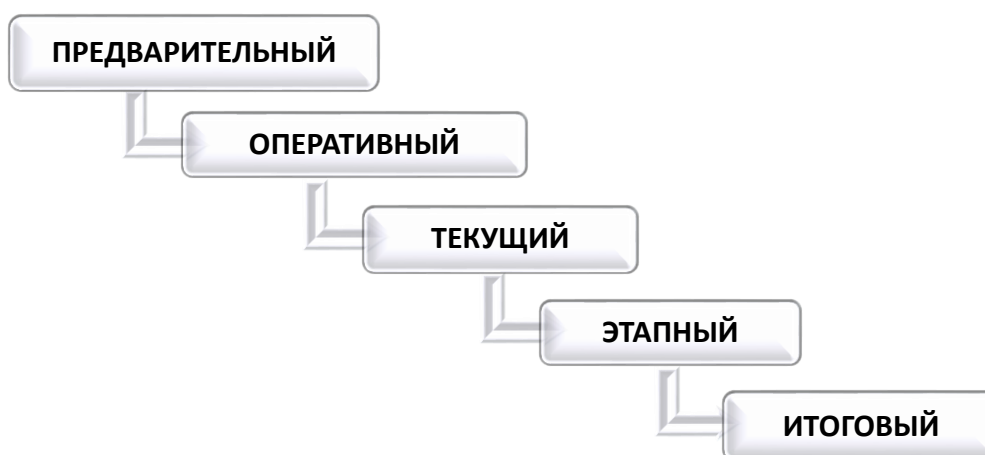 ПРЕДВАРИТЕЛЬНЫЙ
ОПЕРАТИВНЫЙ
ТЕКУЩИЙ
ЭТАПНЫЙ
ИТОГОВЫЙ